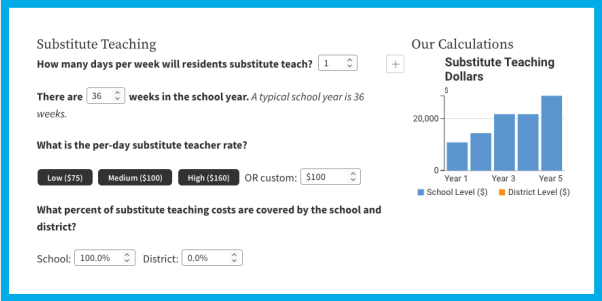 Substitute Teaching
How many days per week will residents substitute teach? 1
+
There are 36 weeks in the school year. A typical school year is 36
weeks.
What is the per-day substitute teacher rate?
Low ($75) Medium ($100) High ($160) OR custom: $100
What percent of substitute teaching costs are covered by the school and
district?
School: 100.0% District: 0.0%
Our Calculations
Substitute Teaching
Dollars
$
20,000
0
Year 1 Year 3 Year 5
School Level ($) District Level ($)